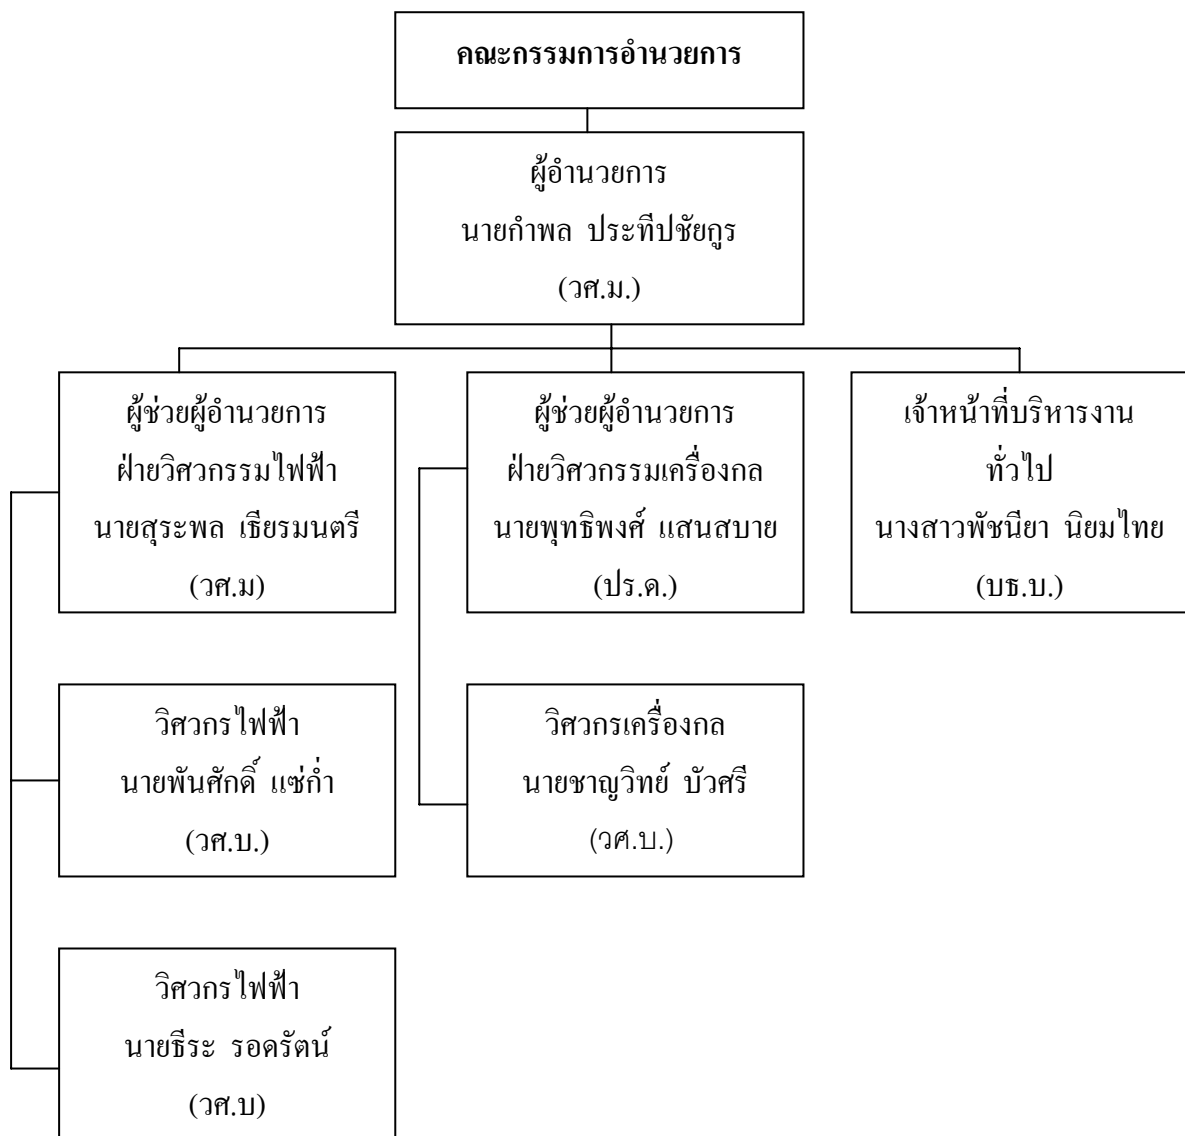 คณะกรรมการอำนวยการ
ผู้อำนวยการ
นายกำพล ประทีปชัยกูร
(วศ.ม.)
ผู้ช่วยผู้อำนวยการ
ฝ่ายวิศวกรรมไฟฟ้า
นายสุระพล เธียรมนตรี
(วศ.ม)
ผู้ช่วยผู้อำนวยการ
ฝ่ายวิศวกรรมเครื่องกล
นายพุทธิพงศ์ แสนสบาย
(ปร.ด.)
เจ้าหน้าที่บริหารงาน
ทั่วไป
นางสาวพัชนียา นิยมไทย
(บธ.บ.)
วิศวกรไฟฟ้า
นายพันศักดิ์ แซ่ก่ำ
(วศ.บ.)
วิศวกรเครื่องกล
นายชาญวิทย์ บัวศรี
(วศ.บ.)
วิศวกรไฟฟ้า
นายธีระ รอดรัตน์
(วศ.บ)